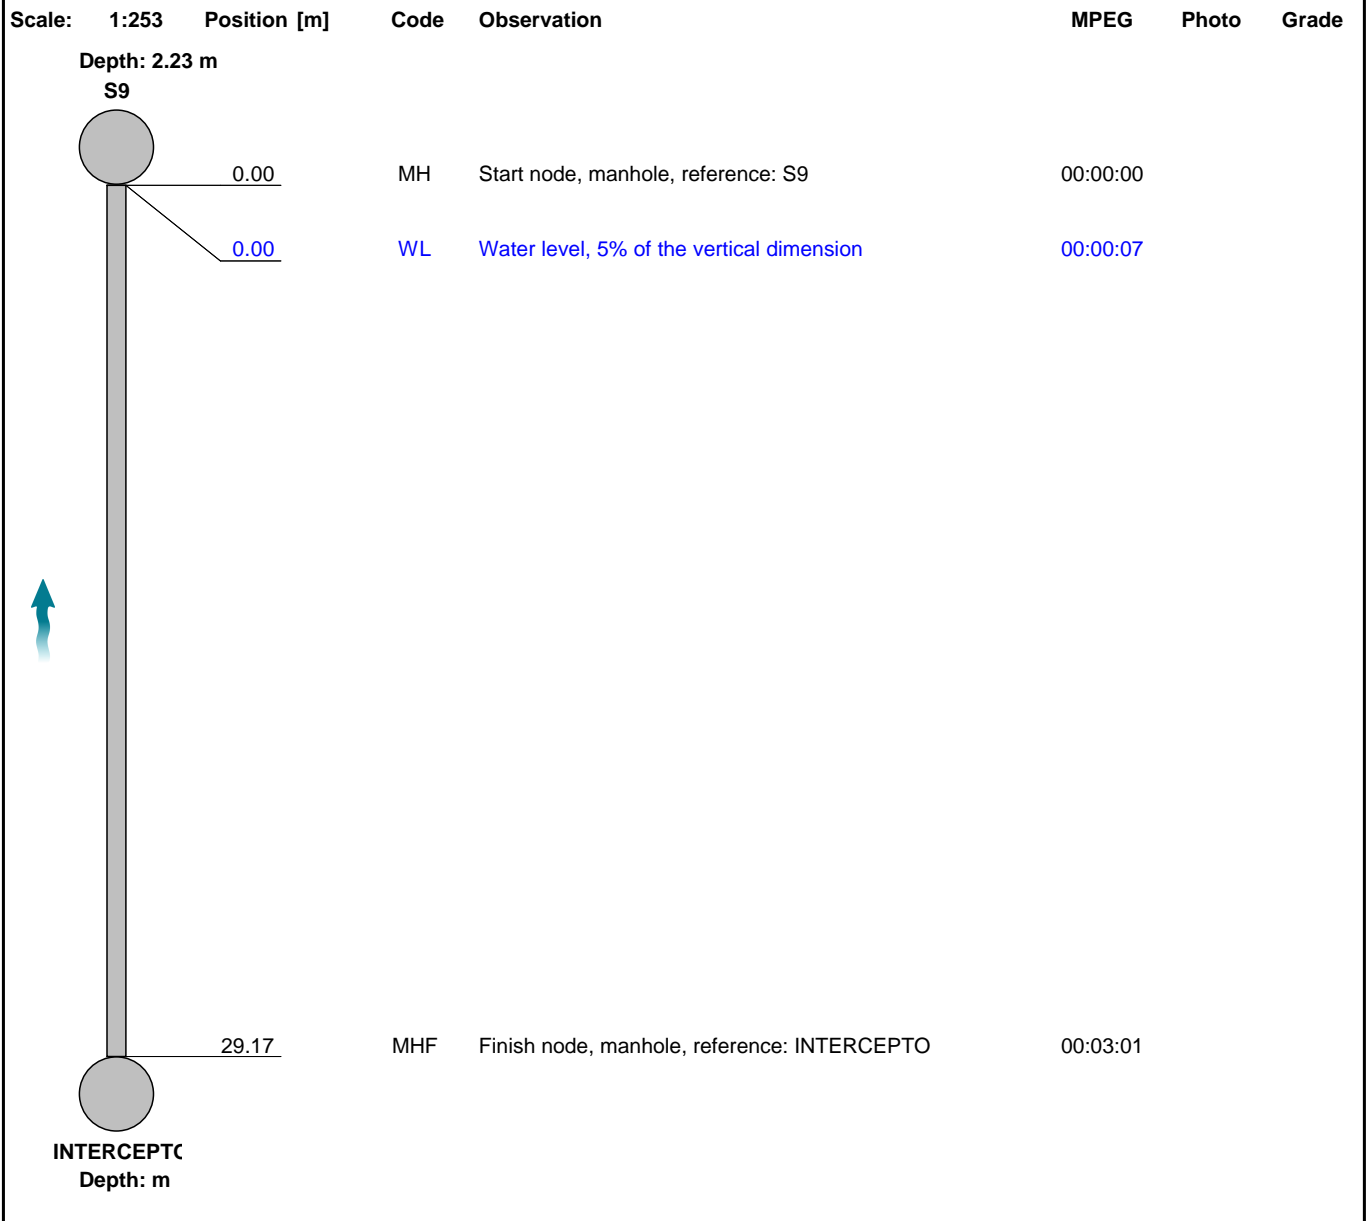 Scale: 1:253 Position [m] Code Observation MPEG Photo Grade
Depth: 2.23 m
S9
0.00 MH Start node, manhole, reference: S9 00:00:00
0.00 WL Water level, 5% of the vertical dimension 00:00:07
29.17 MHF Finish node, manhole, reference: INTERCEPTO 00:03:01
INTERCEPTO
Depth: m